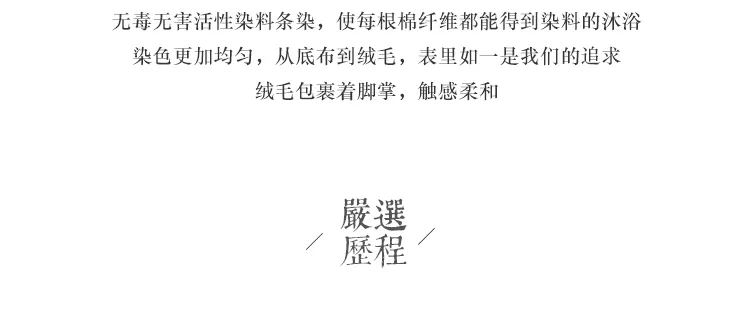 无毒无害活性染料条染，使每根棉纤维都能得到染料的沐浴
染色更加均匀，从底布到绒毛，表里如一是我们的追求
绒毛包裹着脚掌，触感柔和
嚴選
歷程